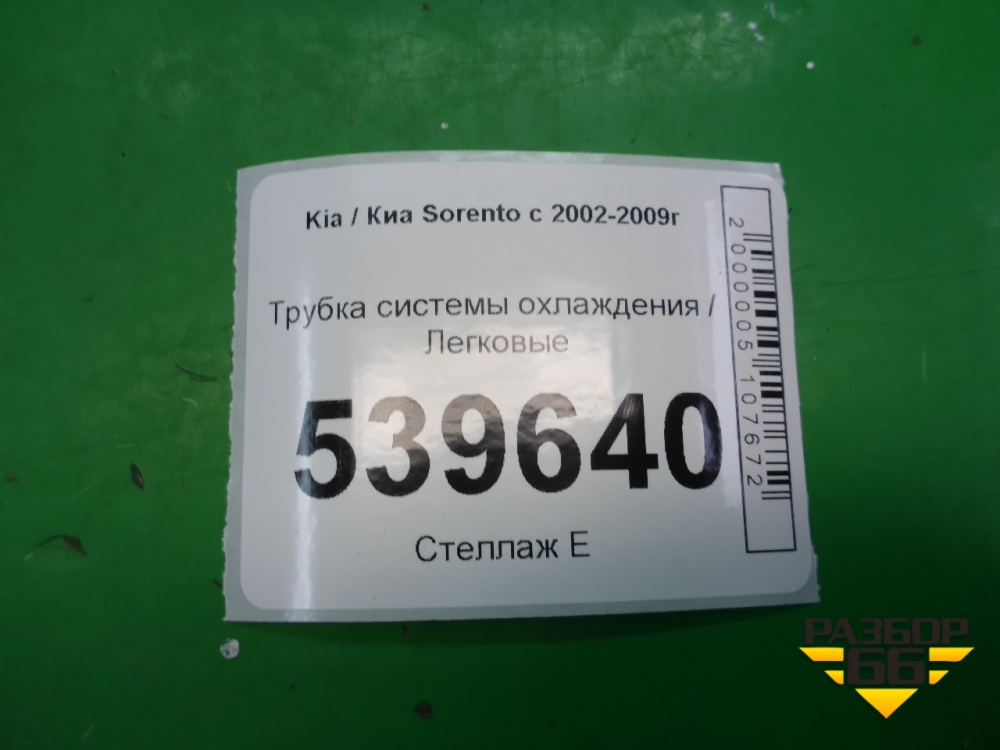 Kia / Киа Sorento с 2002-2009г
Трубка системы охлаждения /
Легковые
539640
Стеллаж Е
2000005107672
РАЗБОР
66